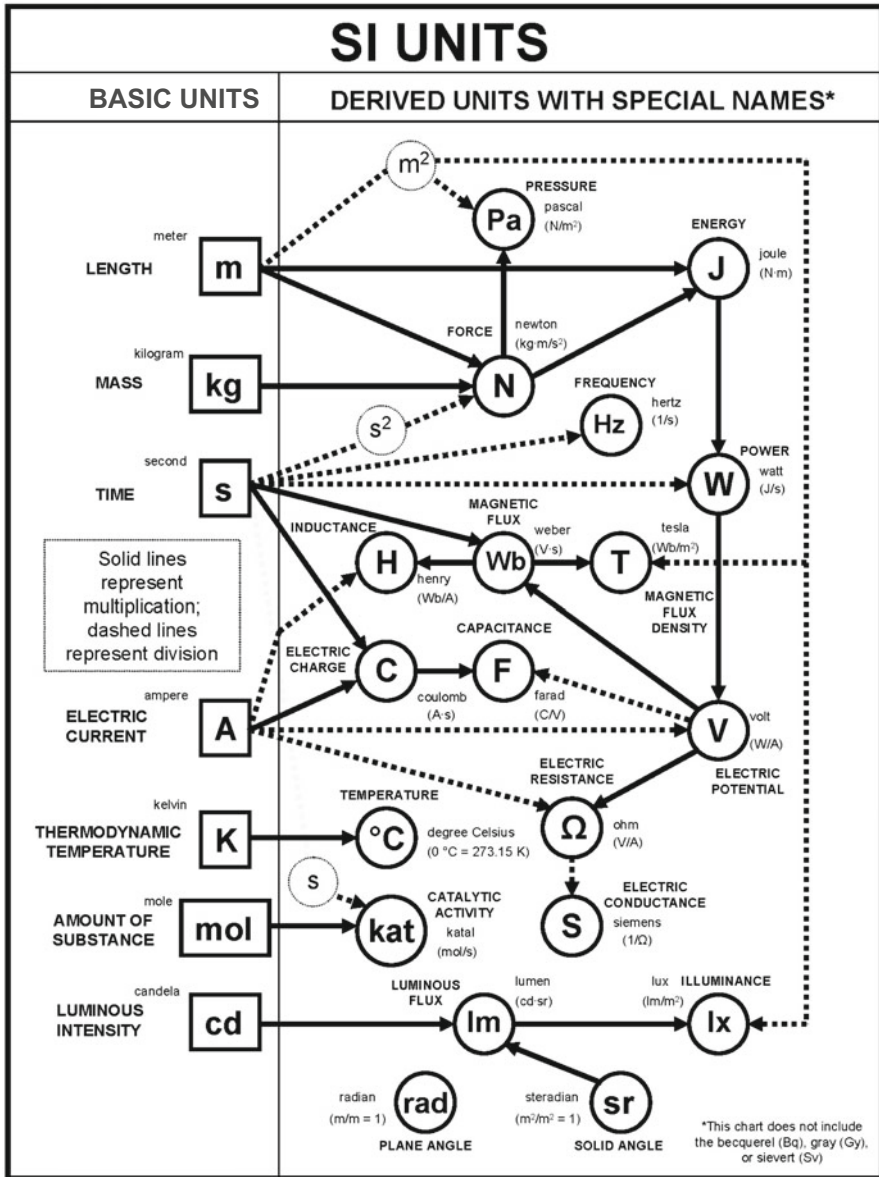 SI UNITS
BASIC UNITS
DERIVED UNITS WITH SPECIAL NAMES*
m²
PRESSURE
pascal
(N/m²)
Pa
ENERGY
joule
(N·m)
J
meter
LENGTH
m
FORCE
newton
(kg·m/s²)
N
kilogram
MASS
kg
FREQUENCY
hertz
(1/s)
Hz
s²
second
TIME
s
POWER
watt
(J/s)
W
INDUCTANCE
H
henry
(Wb/A)
MAGNETIC
FLUX
weber
(V·s)
Wb
tesla
(Wb/m²)
T
MAGNETIC
FLUX
DENSITY
Solid lines
represent
multiplication;
dashed lines
represent division
ELECTRIC
CHARGE
C
coulomb
(A·s)
CAPACITANCE
F
farad
(C/V)
ampere
ELECTRIC
CURRENT
A
volt
(W/A)
V
ELECTRIC
POTENTIAL
ELECTRIC
RESISTANCE
Ω
ohm
(V/A)
kelvin
THERMODYNAMIC
TEMPERATURE
K
TEMPERATURE
°C
degree Celsius
(0 °C = 273.15 K)
s
mole
AMOUNT OF
SUBSTANCE
mol
CATALYTIC
ACTIVITY
katal
(mol/s)
kat
ELECTRIC
CONDUCTANCE
siemens
(1/Ω)
S
candela
LUMINOUS
INTENSITY
cd
LUMINOUS
FLUX
lumen
(cd·sr)
lm
lux
(lm/m²)
ILLUMINANCE
lx
radian
(m/m = 1)
rad
PLANE ANGLE
steradian
(m²/m² = 1)
sr
SOLID ANGLE
*This chart does not include
the becquerel (Bq), gray (Gy),
or sievert (Sv)